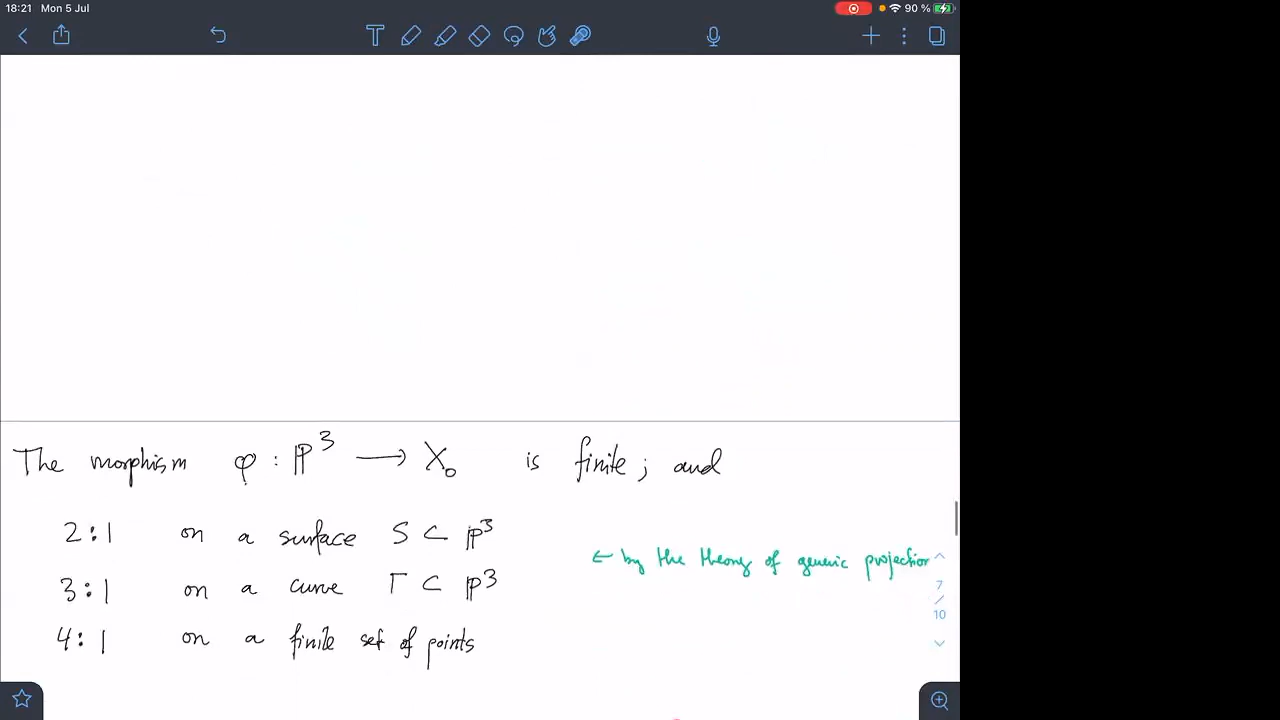 18:21 Mon 5 Jul
90 %
T
The morphism φ : ℙ³ → X₀ is finite ; and
2:1 on a surface S ⊂ ℙ³
← by the theory of generic projection
3:1 on a curve Γ ⊂ ℙ³
4:1 on a finite set of points
7
/
10